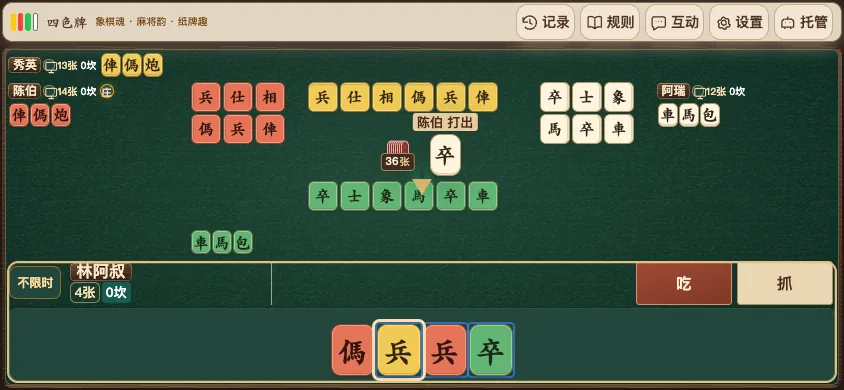 四色牌 象棋魂 · 麻将韵 · 纸牌趣 记录 规则 互动 设置 托管
秀英 13张 0坎 俥 傌 炮
陈伯 14张 0坎 庄
俥 傌 炮
兵 仕 相
傌 兵 俥
兵 仕 相 傌 兵 俥
卒 士 象
馬 卒 車
阿瑞 12张 0坎
車 馬 包
陈伯 打出
36张
卒
卒 士 象 馬 卒 車
車 馬 包
不限时
林阿叔
4张 0坎
吃 抓
傌 兵 兵 卒